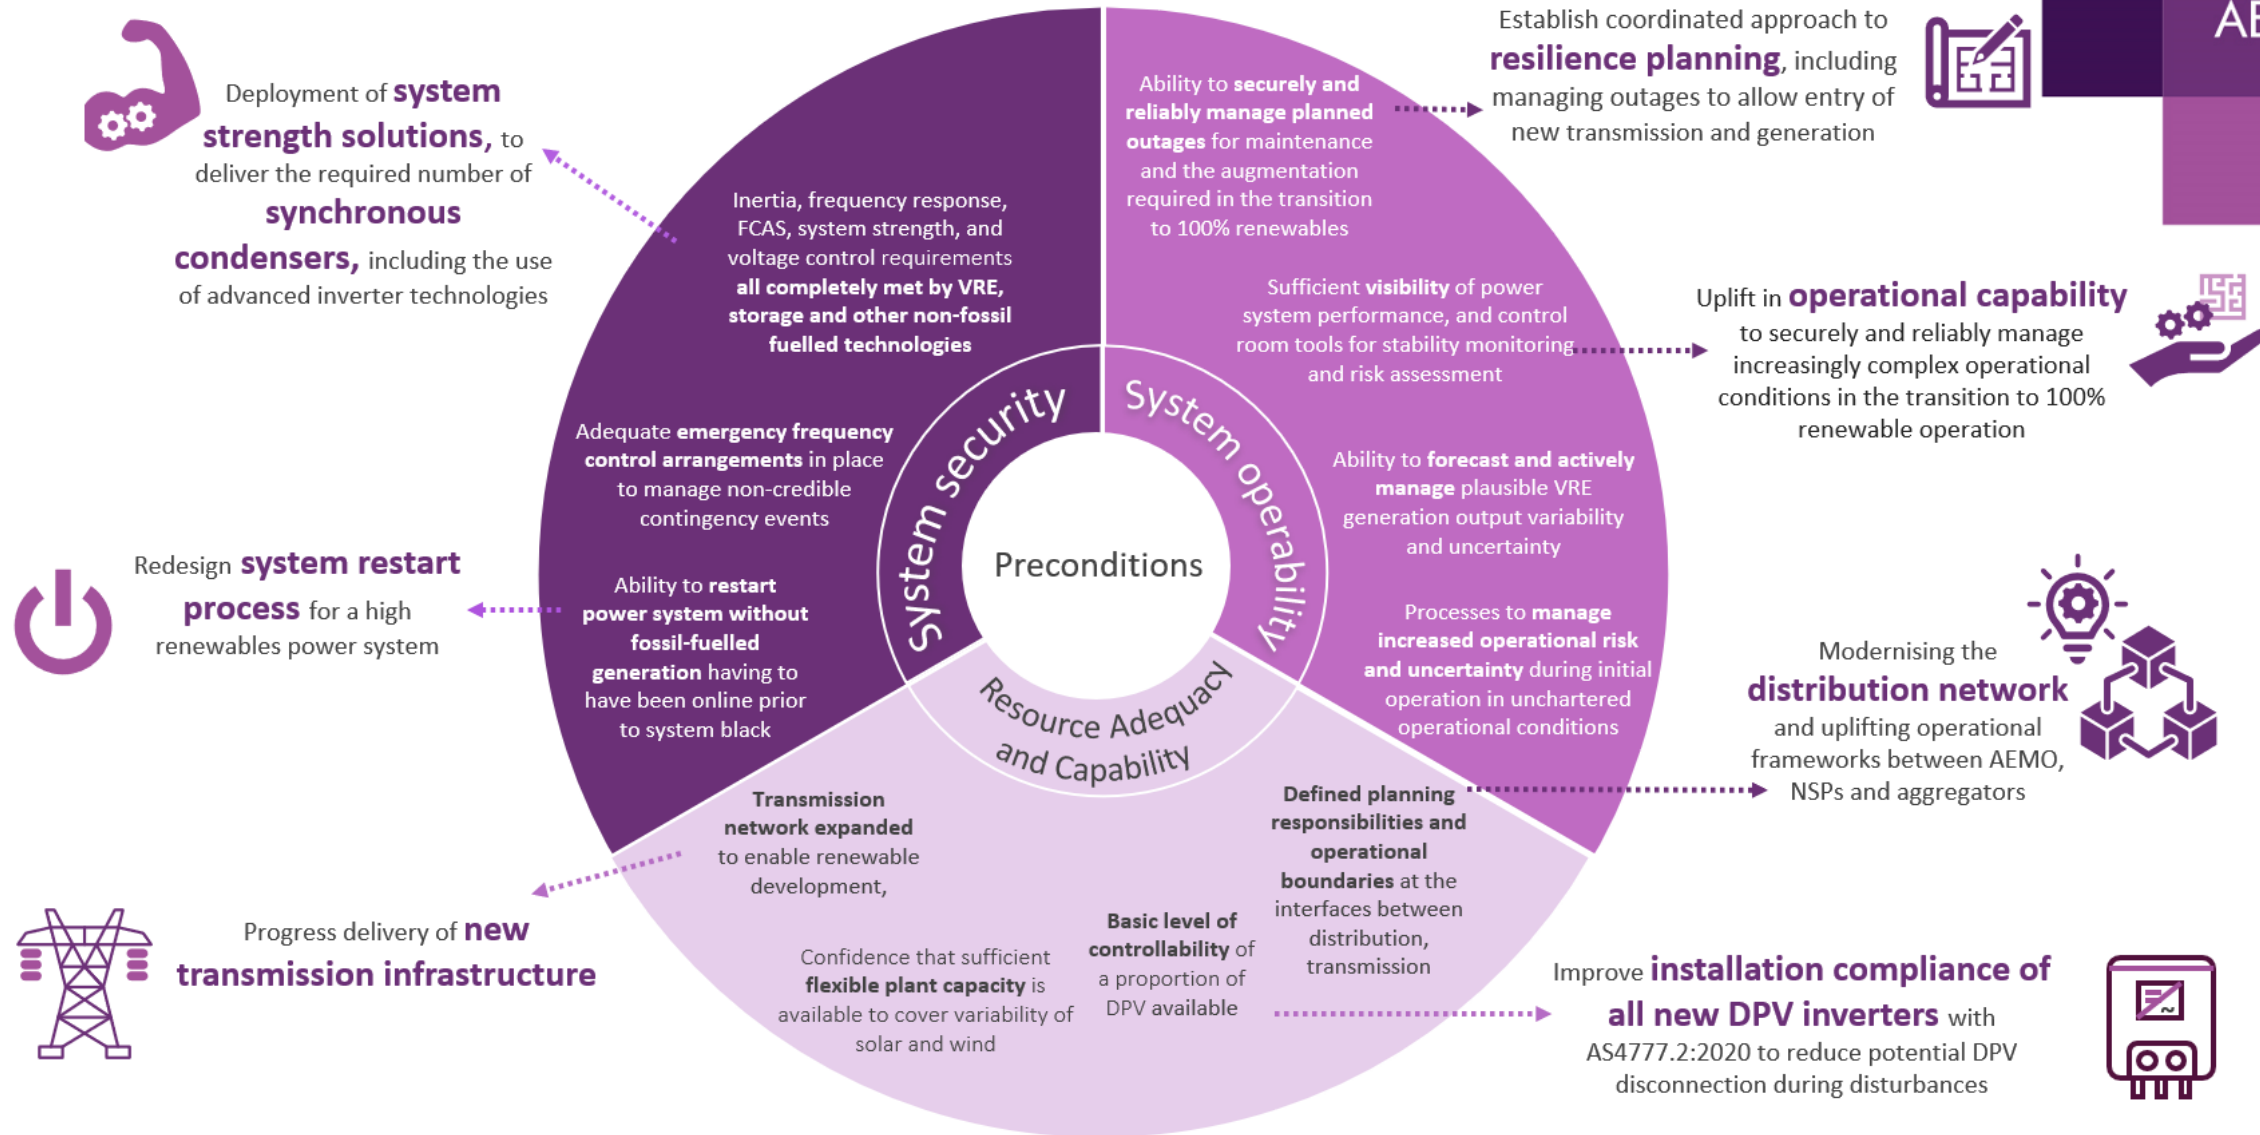 Deployment of system
strength solutions, to
deliver the required number of
synchronous
condensers, including the use
of advanced inverter technologies
Redesign system restart
process for a high
renewables power system
Progress delivery of new
transmission infrastructure
Inertia, frequency response,
FCAS, system strength, and
voltage control requirements
all completely met by VRE,
storage and other non-fossil
fuelled technologies
Adequate emergency frequency
control arrangements in place
to manage non-credible
contingency events
Ability to restart
power system without
fossil-fuelled
generation having to
have been online prior
to system black
System security
System operability
Preconditions
Resource Adequacy
and Capability
Ability to securely and
reliably manage planned
outages for maintenance
and the augmentation
required in the transition
to 100% renewables
Sufficient visibility of power
system performance, and control
room tools for stability monitoring
and risk assessment
Ability to forecast and actively
manage plausible VRE
generation output variability
and uncertainty
Processes to manage
increased operational risk
and uncertainty during initial
operation in unchartered
operational conditions
Transmission
network expanded
to enable renewable
development,
Confidence that sufficient
flexible plant capacity is
available to cover variability of
solar and wind
Basic level of
controllability of
a proportion of
DPV available
Defined planning
responsibilities and
operational
boundaries at the
interfaces between
distribution,
transmission
Establish coordinated approach to
resilience planning, including
managing outages to allow entry of
new transmission and generation
Uplift in operational capability
to securely and reliably manage
increasingly complex operational
conditions in the transition to 100%
renewable operation
Modernising the
distribution network
and uplifting operational
frameworks between AEMO,
NSPs and aggregators
Improve installation compliance of
all new DPV inverters with
AS4777.2:2020 to reduce potential DPV
disconnection during disturbances